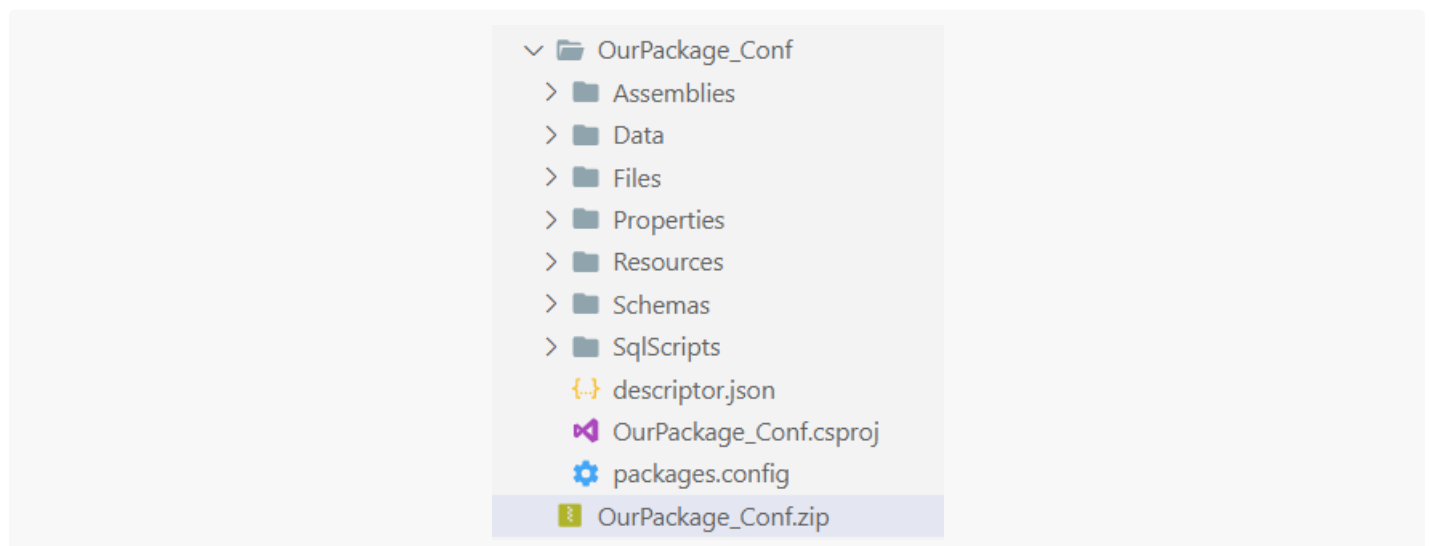 OurPackage_Conf
Assemblies
Data
Files
Properties
Resources
Schemas
SqlScripts
descriptor.json
OurPackage_Conf.csproj
packages.config
OurPackage_Conf.zip